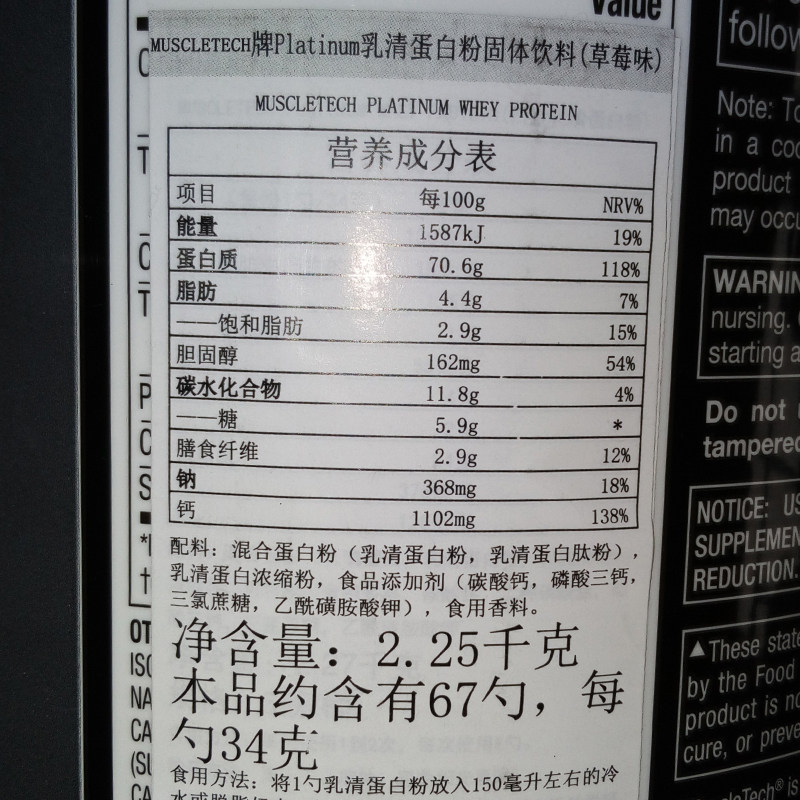 Value
MUSCLETECH牌Platinum乳清蛋白粉固体饮料(草莓味)
MUSCLETECH PLATINUM WHEY PROTEIN
营养成分表
项目 每100g NRV%
能量 1587kJ 19%
蛋白质 70.6g 118%
脂肪 4.4g 7%
——饱和脂肪 2.9g 15%
胆固醇 162mg 54%
碳水化合物 11.8g 4%
——糖 5.9g *
膳食纤维 2.9g 12%
钠 368mg 18%
钙 1102mg 138%
配料：混合蛋白粉（乳清蛋白粉，乳清蛋白肽粉），
乳清蛋白浓缩粉，食品添加剂（碳酸钙，磷酸三钙，
三氯蔗糖，乙酰磺胺酸钾），食用香料。
净含量：2.25千克
本品约含有67勺，每
勺34克
食用方法：将1勺乳清蛋白粉放入150毫升左右的冷
follow
Note: To
in a coo
product
may occu
WARNIN
nursing.
starting a
Do not
tampered
NOTICE: US
SUPPLEMEN
REDUCTION.
▲These state
by the Food
product is no
cure, or preve
cleTech® is
OT
ISO
NA
CA
(SU
CA